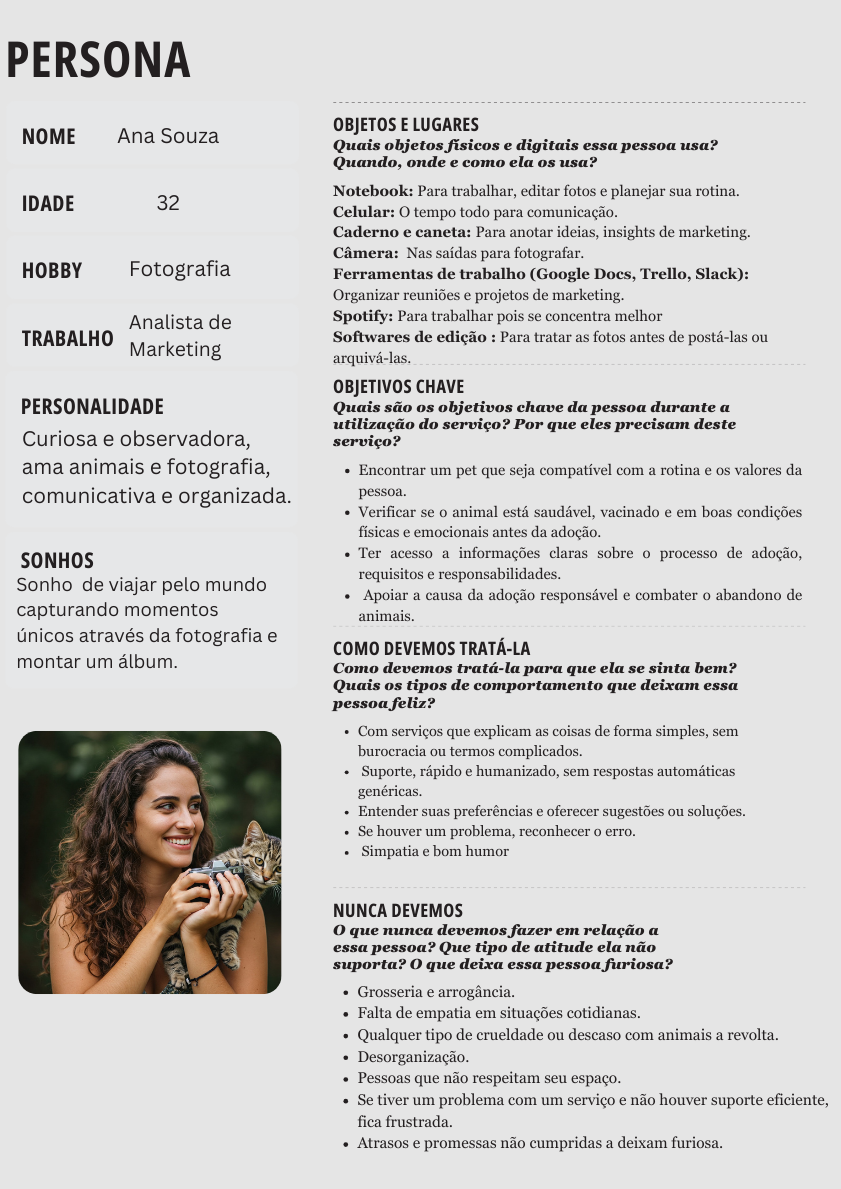 PERSONA
NOME Ana Souza
IDADE 32
HOBBY Fotografia
TRABALHO Analista de
Marketing
PERSONALIDADE
Curiosa e observadora,
ama animais e fotografia,
comunicativa e organizada.
SONHOS
Sonho de viajar pelo mundo
capturando momentos
únicos através da fotografia e
montar um álbum.
OBJETOS E LUGARES
Quais objetos físicos e digitais essa pessoa usa?
Quando, onde e como ela os usa?
Notebook: Para trabalhar, editar fotos e planejar sua rotina.
Celular: O tempo todo para comunicação.
Caderno e caneta: Para anotar ideias, insights de marketing.
Câmera: Nas saídas para fotografar.
Ferramentas de trabalho (Google Docs, Trello, Slack):
Organizar reuniões e projetos de marketing.
Spotify: Para trabalhar pois se concentra melhor
Softwares de edição : Para tratar as fotos antes de postá-las ou
arquivá-las.
OBJETIVOS CHAVE
Quais são os objetivos chave da pessoa durante a
utilização do serviço? Por que eles precisam deste
serviço?
• Encontrar um pet que seja compatível com a rotina e os valores da
pessoa.
• Verificar se o animal está saudável, vacinado e em boas condições
físicas e emocionais antes da adoção.
• Ter acesso a informações claras sobre o processo de adoção,
requisitos e responsabilidades.
• Apoiar a causa da adoção responsável e combater o abandono de
animais.
COMO DEVEMOS TRATÁ-LA
Como devemos tratá-la para que ela se sinta bem?
Quais os tipos de comportamento que deixam essa
pessoa feliz?
• Com serviços que explicam as coisas de forma simples, sem
burocracia ou termos complicados.
• Suporte, rápido e humanizado, sem respostas automáticas
genéricas.
• Entender suas preferências e oferecer sugestões ou soluções.
• Se houver um problema, reconhecer o erro.
• Simpatia e bom humor
NUNCA DEVEMOS
O que nunca devemos fazer em relação a
essa pessoa? Que tipo de atitude ela não
suporta? O que deixa essa pessoa furiosa?
• Grosseria e arrogância.
• Falta de empatia em situações cotidianas.
• Qualquer tipo de crueldade ou descaso com animais a revolta.
• Desorganização.
• Pessoas que não respeitam seu espaço.
• Se tiver um problema com um serviço e não houver suporte eficiente,
fica frustrada.
• Atrasos e promessas não cumpridas a deixam furiosa.